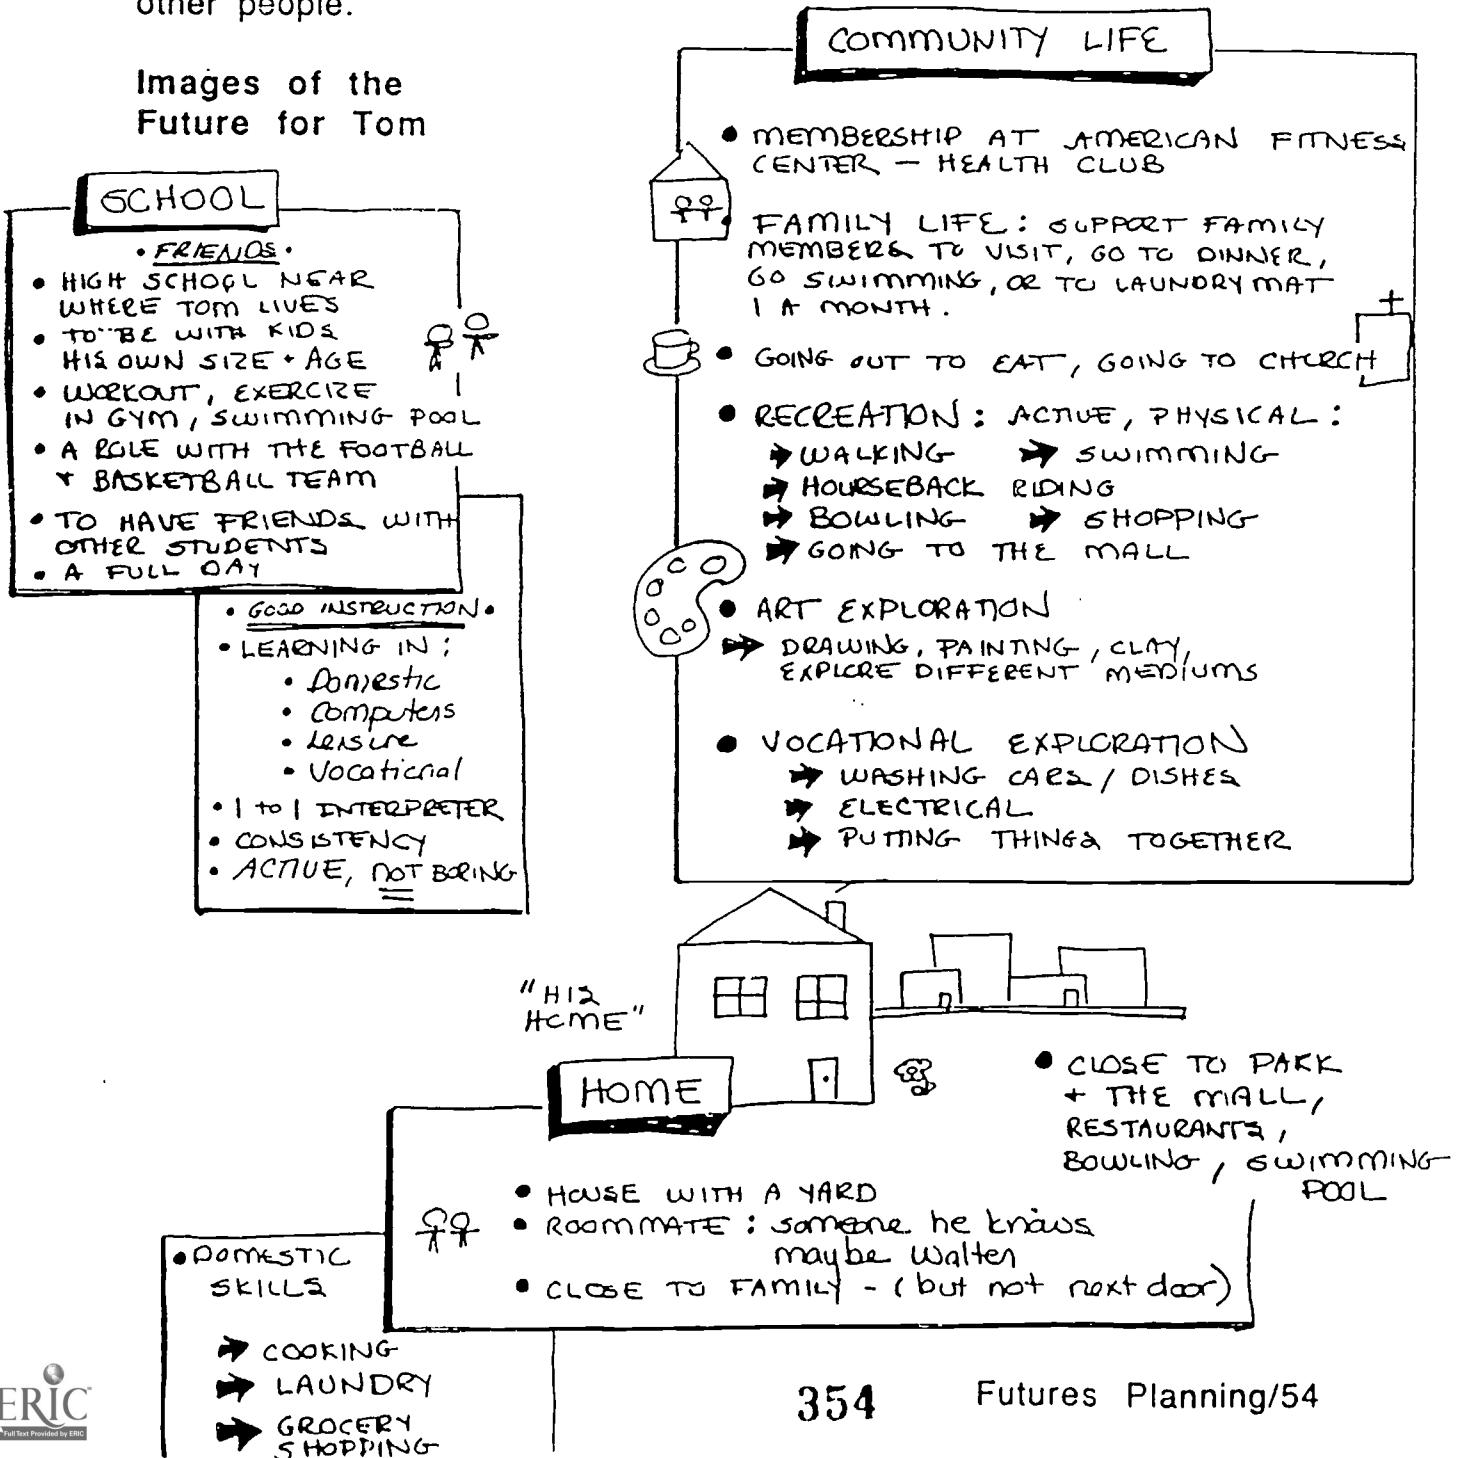 other people.
Images of the
Future for Tom
SCHOOL
• FRIENDS •
• HIGH SCHOOL NEAR
WHERE TOM LIVES
• TO BE WITH KIDS
HIS OWN SIZE + AGE
• WORKOUT, EXERCIZE
IN GYM, SWIMMING POOL
• A ROLE WITH THE FOOTBALL
+ BASKETBALL TEAM
• TO HAVE FRIENDS WITH
OTHER STUDENTS
• A FULL DAY
• GOOD INSTRUCTION •
• LEARNING IN:
• Domestic
• Computers
• Leisure
• Vocational
• 1 to 1 INTERPRETER
• CONSISTENCY
• ACTIVE, NOT BORING
COMMUNITY LIFE
• MEMBERSHIP AT AMERICAN FITNESS
CENTER – HEALTH CLUB
• FAMILY LIFE: SUPPORT FAMILY
MEMBERS TO VISIT, GO TO DINNER,
GO SWIMMING, OR TO LAUNDRY MAT
1 A MONTH.
• GOING OUT TO EAT, GOING TO CHURCH
• RECREATION: ACTIVE, PHYSICAL:
➔ WALKING ➔ SWIMMING
➔ HOURSEBACK RIDING
➔ BOWLING ➔ SHOPPING
➔ GOING TO THE MALL
• ART EXPLORATION
➔ DRAWING, PAINTING, CLAY,
EXPLORE DIFFERENT MEDIUMS
• VOCATIONAL EXPLORATION
➔ WASHING CARS / DISHES
➔ ELECTRICAL
➔ PUTTING THINGS TOGETHER
"HIS
HOME"
HOME
• CLOSE TO PARK
+ THE MALL,
RESTAURANTS,
BOWLING, SWIMMING
POOL
• HOUSE WITH A YARD
• ROOMMATE: someone he knows
maybe Walter
• CLOSE TO FAMILY - (but not next door)
• DOMESTIC
SKILLS
➔ COOKING
➔ LAUNDRY
➔ GROCERY
SHOPPING
ERIC
Full Text Provided by ERIC
354 Futures Planning/54